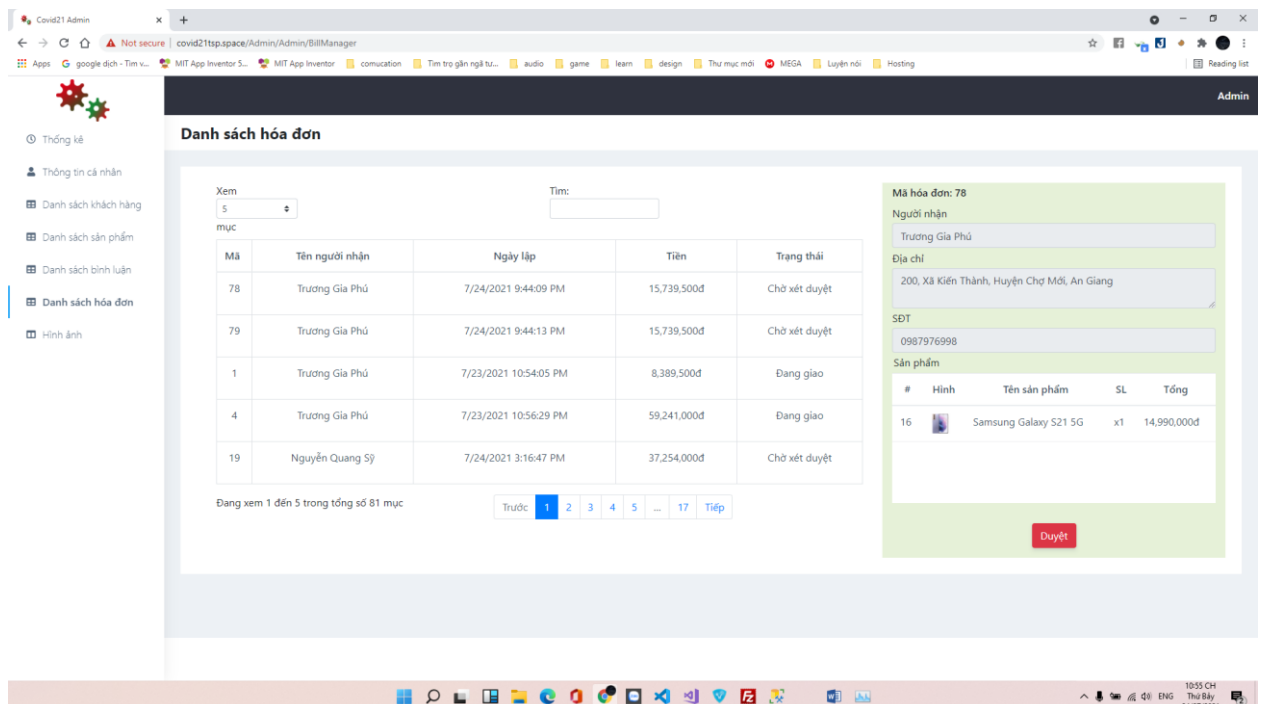 Covid21 Admin
Not secure | covid21tsp.space/Admin/Admin/BillManager
Apps google dịch - Tìm v... MIT App Inventor 5... MIT App Inventor comucation Tìm trọ gần ngã tư... audio game learn design Thư mục mới MEGA Luyện nói Hosting Reading list
Admin
Thống kê
Thông tin cá nhân
Danh sách khách hàng
Danh sách sản phẩm
Danh sách bình luận
Danh sách hóa đơn
Hình ảnh
Danh sách hóa đơn
Xem
5
mục
Tìm:
Mã Tên người nhận Ngày lập Tiền Trạng thái
78 Trương Gia Phú 7/24/2021 9:44:09 PM 15,739,500đ Chờ xét duyệt
79 Trương Gia Phú 7/24/2021 9:44:13 PM 15,739,500đ Chờ xét duyệt
1 Trương Gia Phú 7/23/2021 10:54:05 PM 8,389,500đ Đang giao
4 Trương Gia Phú 7/23/2021 10:56:29 PM 59,241,000đ Đang giao
19 Nguyễn Quang Sỹ 7/24/2021 3:16:47 PM 37,254,000đ Chờ xét duyệt
Đang xem 1 đến 5 trong tổng số 81 mục
Trước 1 2 3 4 5 ... 17 Tiếp
Mã hóa đơn: 78
Người nhận
Trương Gia Phú
Địa chỉ
200, Xã Kiến Thành, Huyện Chợ Mới, An Giang
SĐT
0987976998
Sản phẩm
# Hình Tên sản phẩm SL Tổng
16 Samsung Galaxy S21 5G x1 14,990,000đ
Duyệt
ENG
10:55 CH
Thứ Bảy